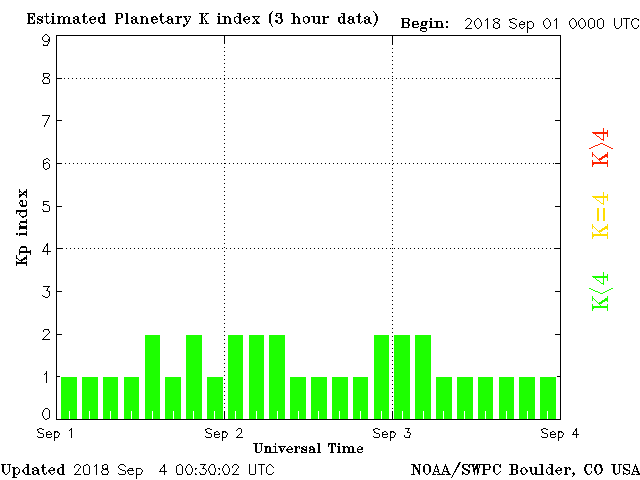 Estimated Planetary K index (3 hour data) Begin: 2018 Sep 01 0000 UTC
9
8
7
6
5
4
3
2
1
0
Kp index
K>4
K=4
K<4
Sep 1 Sep 2 Sep 3 Sep 4
Universal Time
Updated 2018 Sep 4 00:30:02 UTC NOAA/SWPC Boulder, CO USA